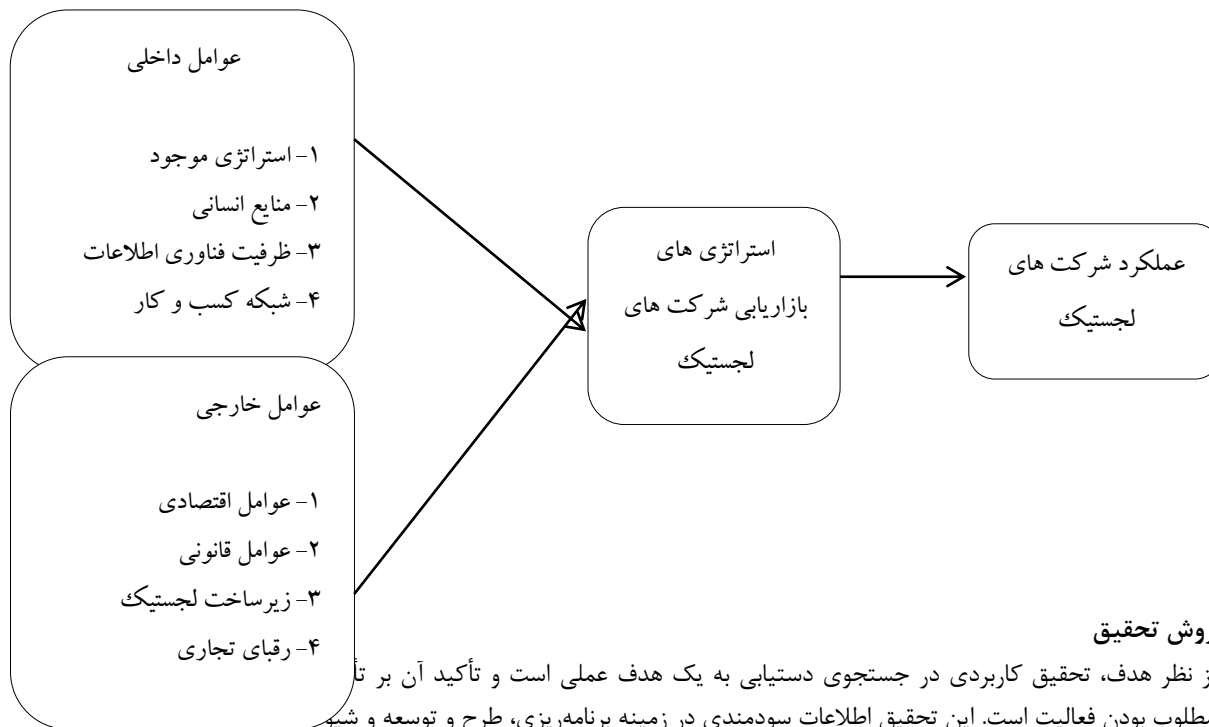 عوامل داخلی
۱- استراتژی موجود
۲- منایع انسانی
۳- ظرفیت فناوری اطلاعات
۴- شبکه کسب و کار
عوامل خارجی
۱- عوامل اقتصادی
۲- عوامل قانونی
۳- زیرساخت لجستیک
۴- رقبای تجاری
استراتژی های
بازاریابی شرکت های
لجستیک
عملکرد شرکت های
لجستیک
روش تحقیق
نظر هدف، تحقیق کاربردی در جستجوی دستیابی به یک هدف عملی است و تأکید آن بر
مطلوب بودن فعالیت است. این تحقیق اطلاعات سودمندی در زمینه برنامه‌ریزی، طرح و توسعه و